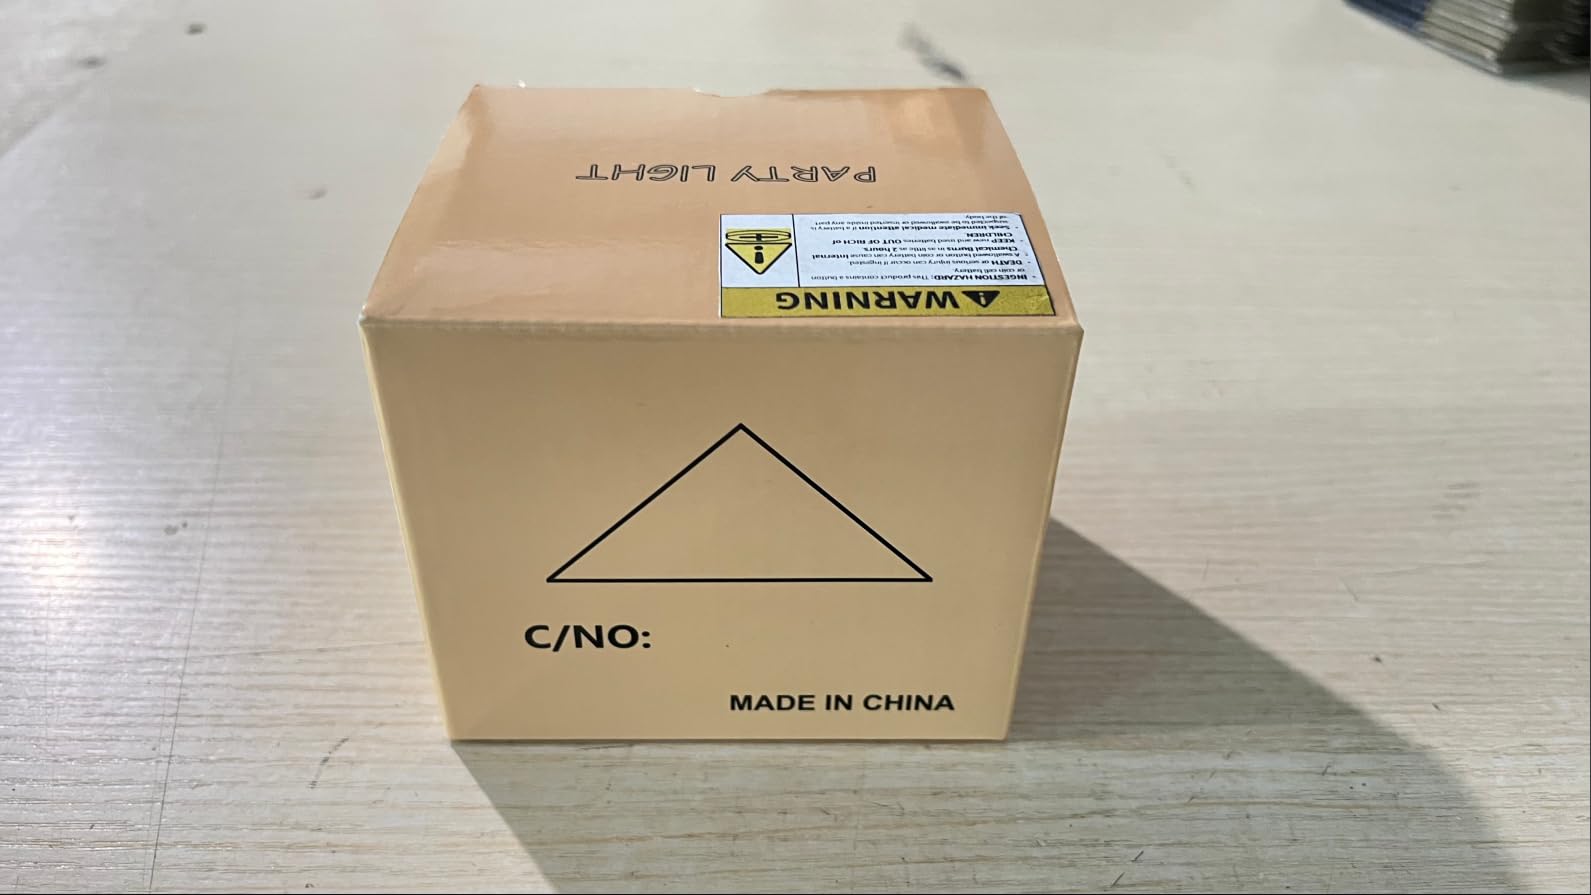 PARTY LIGHT
WARNING
- INGESTION HAZARD: This product contains a button
or coin cell battery.
- DEATH or serious injury can occur if ingested
- A swallowed button or coin battery can cause Internal
Chemical Burns in as little as 2 hours.
- KEEP new and used batteries OUT OF RICH of
CHILDREN
- Seek immediate medical attention if a battery is
suspected to be swallowed or inserted inside any part
of the body
C/NO:
MADE IN CHINA